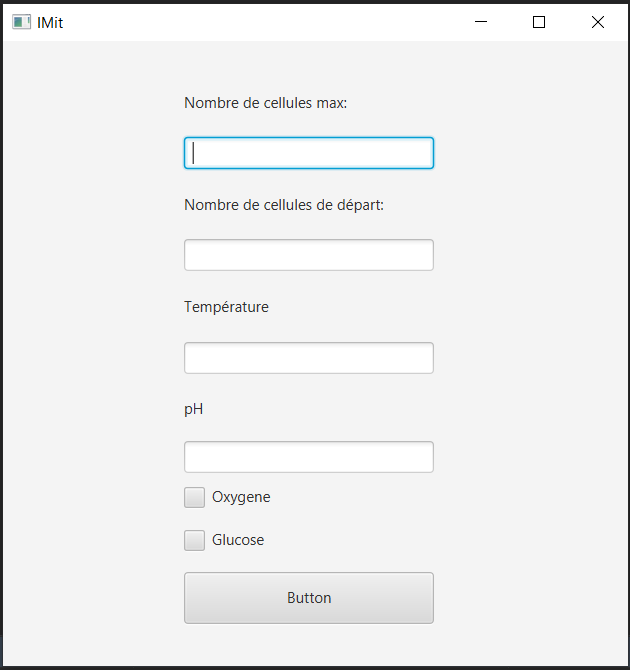 IMit
Nombre de cellules max:
Nombre de cellules de départ:
Température
pH
Oxygene
Glucose
Button